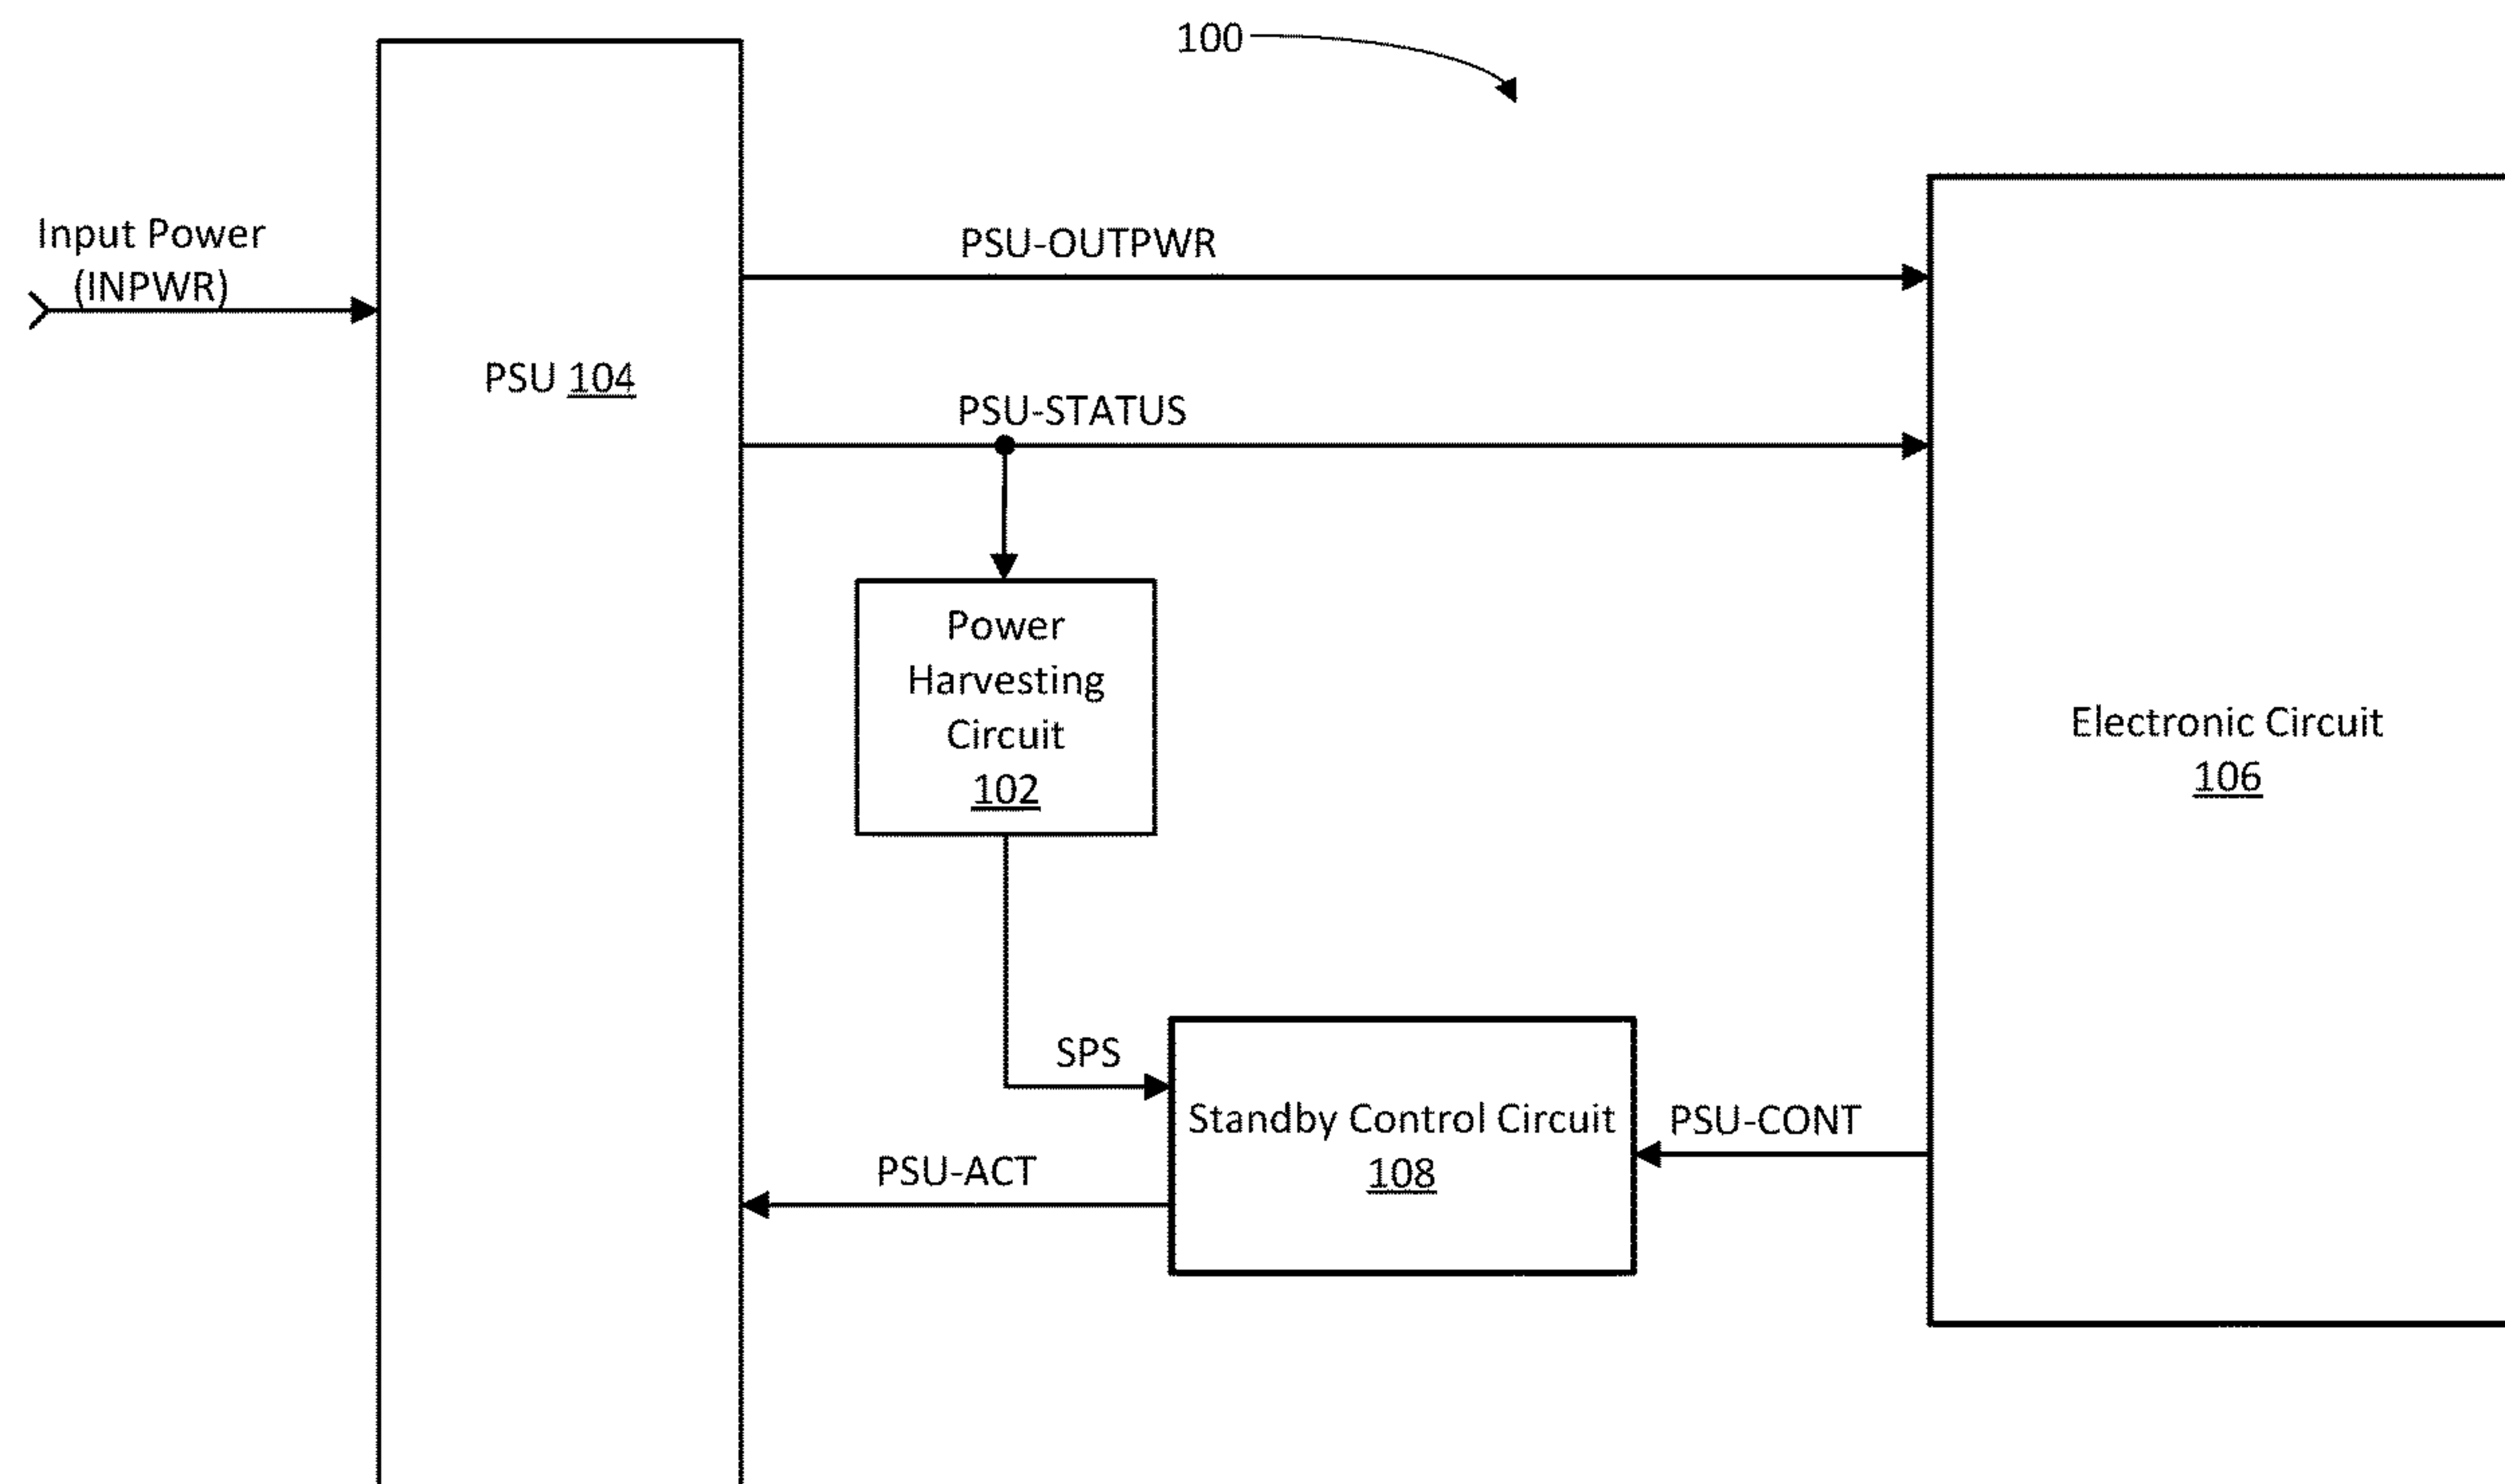 100
Input Power
(INPWR)
PSU-OUTPWR
PSU 104
PSU-STATUS
Power
Harvesting
Circuit
102
Electronic Circuit
106
SPS
Standby Control Circuit
108
PSU-CONT
PSU-ACT